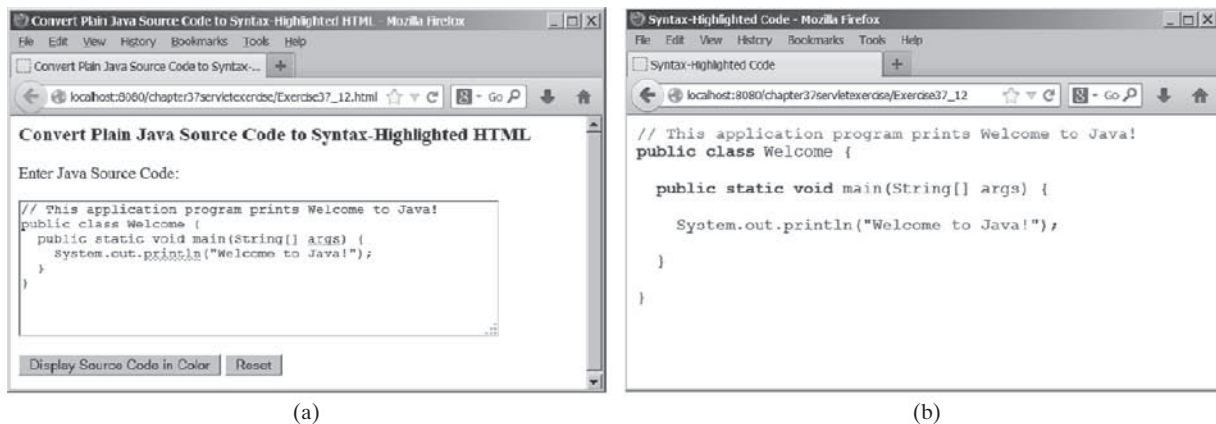 Convert Plain Java Source Code to Syntax-Highlighted HTML - Mozilla Firefox
File Edit View History Bookmarks Tools Help
Convert Plain Java Source Code to Syntax-...
localhost:8080/chapter37servletexercise/Exercise37_12.html
Go
Convert Plain Java Source Code to Syntax-Highlighted HTML
Enter Java Source Code:
// This application program prints Welcome to Java!
public class Welcome {
public static void main(String[] args) {
System.out.println("Welcome to Java!");
}
}
Display Source Code in Color Reset
(a)
Syntax-Highlighted Code - Mozilla Firefox
File Edit View History Bookmarks Tools Help
Syntax-Highlighted Code
localhost:8080/chapter37servletexercise/Exercise37_12
Go
// This application program prints Welcome to Java!
public class Welcome {
public static void main(String[] args) {
System.out.println("Welcome to Java!");
}
}
(b)